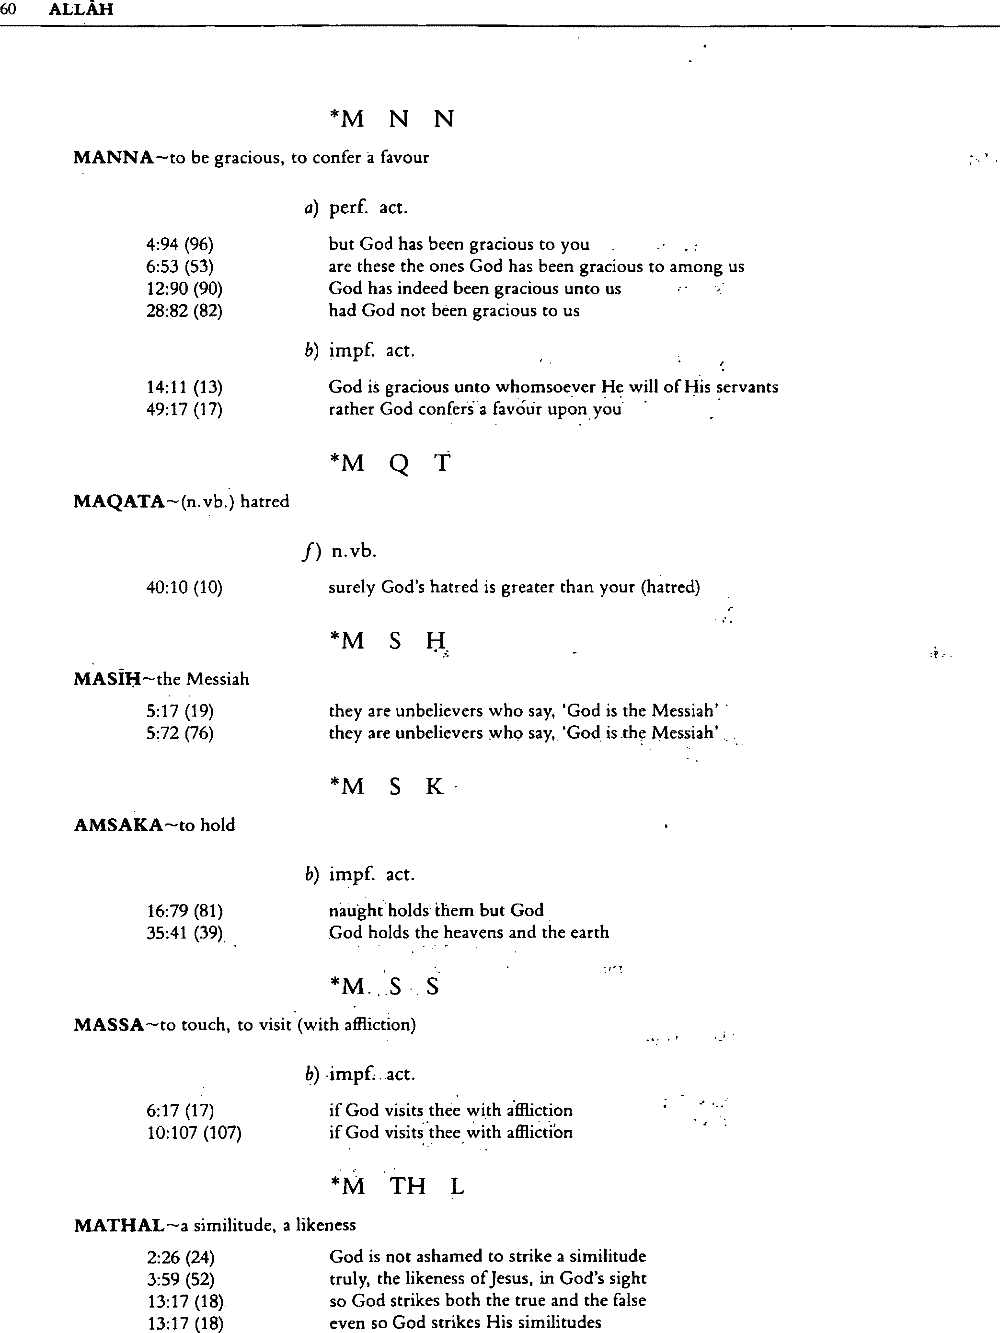 60 ALLĀH
*M N N
MANNA~to be gracious, to confer a favour
a) perf. act.
4:94 (96) but God has been gracious to you
6:53 (53) are these the ones God has been gracious to among us
12:90 (90) God has indeed been gracious unto us
28:82 (82) had God not been gracious to us
b) impf. act.
14:11 (13) God is gracious unto whomsoever He will of His servants
49:17 (17) rather God confers a favour upon you
*M Q T
MAQATA~(n.vb.) hatred
f) n.vb.
40:10 (10) surely God's hatred is greater than your (hatred)
*M S Ḥ
MASĪḤ~the Messiah
5:17 (19) they are unbelievers who say, 'God is the Messiah'
5:72 (76) they are unbelievers who say, 'God is the Messiah'
*M S K
AMSAKA~to hold
b) impf. act.
16:79 (81) naught holds them but God
35:41 (39) God holds the heavens and the earth
*M S S
MASSA~to touch, to visit (with affliction)
b) impf. act.
6:17 (17) if God visits thee with affliction
10:107 (107) if God visits thee with affliction
*M TH L
MATHAL~a similitude, a likeness
2:26 (24) God is not ashamed to strike a similitude
3:59 (52) truly, the likeness of Jesus, in God's sight
13:17 (18) so God strikes both the true and the false
13:17 (18) even so God strikes His similitudes